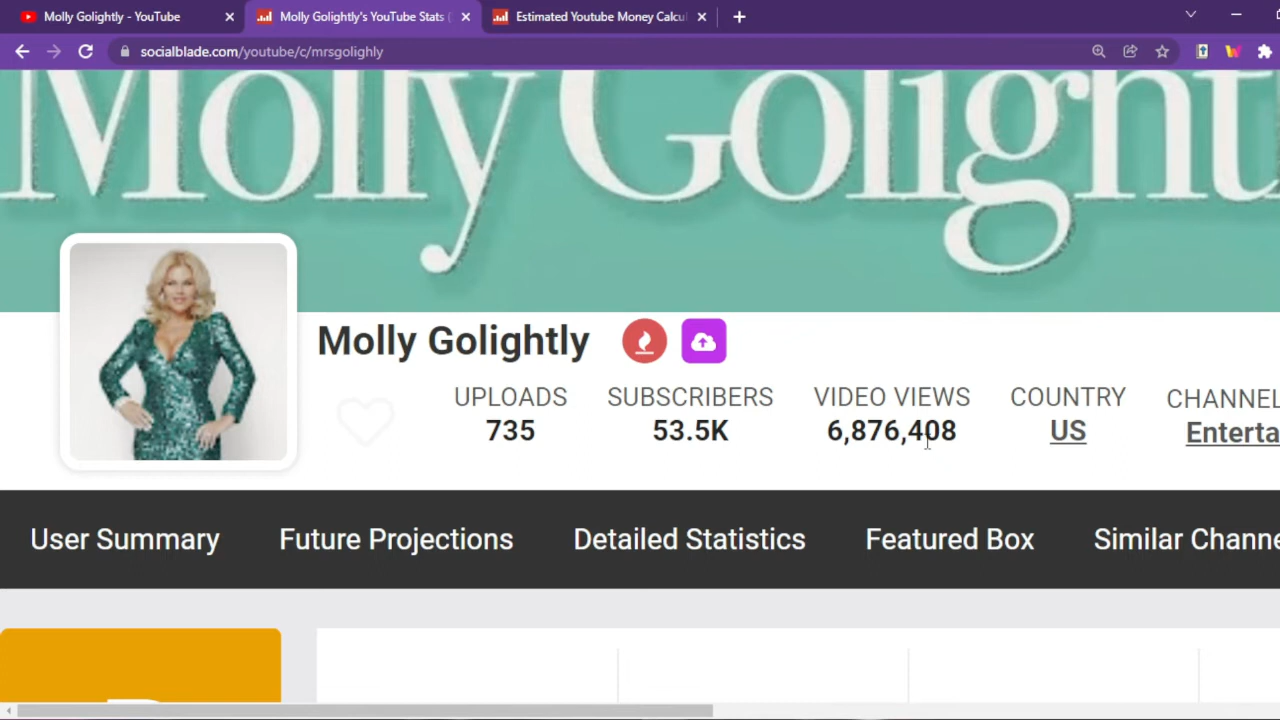 Molly Golightly - YouTube
Molly Golightly's YouTube Stats (
Estimated Youtube Money Calcu
socialblade.com/youtube/c/mrsgolighly
Molly Golight
Molly Golightly
UPLOADS
735
SUBSCRIBERS
53.5K
VIDEO VIEWS
6,876,408
COUNTRY
US
CHANNEL
Enterta
User Summary
Future Projections
Detailed Statistics
Featured Box
Similar Channe